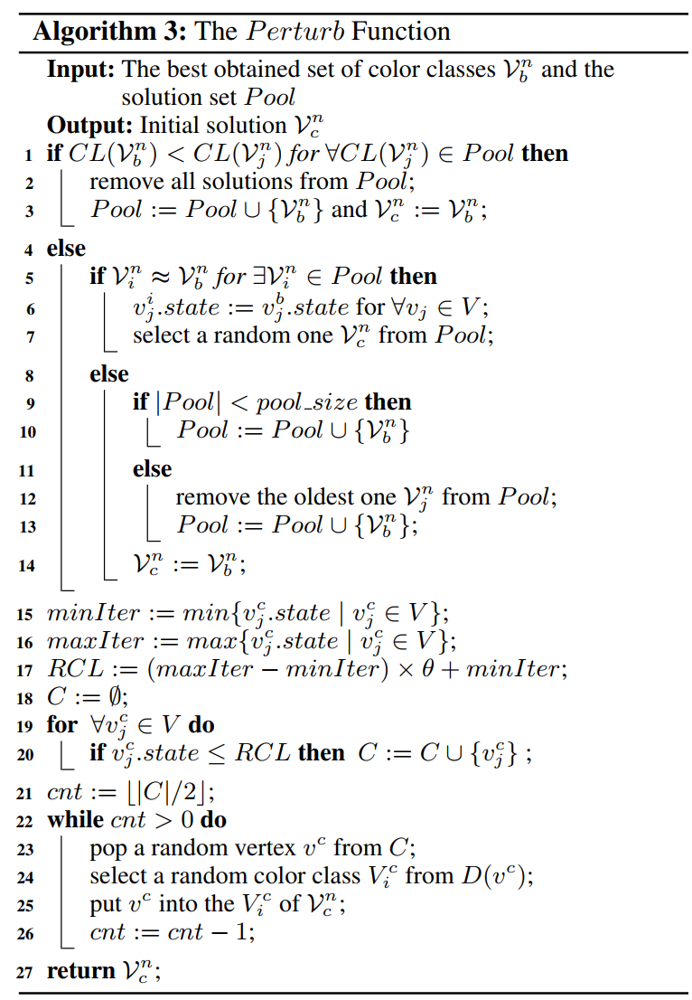 Algorithm 3: The Perturb Function
Input: The best obtained set of color classes 𝒱ᵇⁿ and the
solution set Pool
Output: Initial solution 𝒱_c^n
1 if CL(𝒱_b^n) < CL(𝒱_j^n) for ∀CL(𝒱_j^n) ∈ Pool then
2 remove all solutions from Pool;
3 Pool := Pool ∪ {𝒱_b^n} and 𝒱_c^n := 𝒱_b^n;
4 else
5 if 𝒱_i^n ≈ 𝒱_b^n for ∃𝒱_i^n ∈ Pool then
6 v_j^i.state := v_j^b.state for ∀v_j ∈ V;
7 select a random one 𝒱_c^n from Pool;
8 else
9 if |Pool| < pool_size then
10 Pool := Pool ∪ {𝒱_b^n}
11 else
12 remove the oldest one 𝒱_j^n from Pool;
13 Pool := Pool ∪ {𝒱_b^n};
14 𝒱_c^n := 𝒱_b^n;
15 minIter := min{v_j^c.state | v_j^c ∈ V};
16 maxIter := max{v_j^c.state | v_j^c ∈ V};
17 RCL := (maxIter − minIter) × θ + minIter;
18 C := ∅;
19 for ∀v_j^c ∈ V do
20 if v_j^c.state ≤ RCL then C := C ∪ {v_j^c} ;
21 cnt := ⌊|C|/2⌋;
22 while cnt > 0 do
23 pop a random vertex v^c from C;
24 select a random color class V_i^c from D(v^c);
25 put v^c into the V_i^c of 𝒱_c^n;
26 cnt := cnt − 1;
27 return 𝒱_c^n;